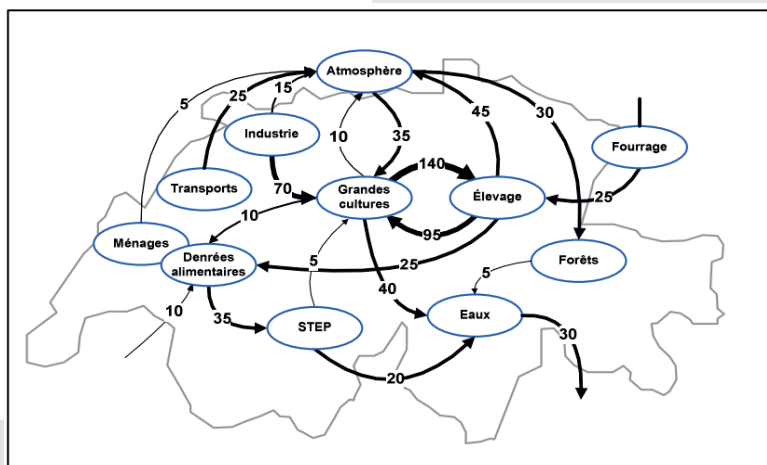 Atmosphère
5
25
15
45
30
10
35
Industrie
140
Fourrage
Transports
70
Grandes
cultures
Élevage
25
10
95
Ménages
Denrées
alimentaires
5
25
Forêts
5
40
10
35
STEP
Eaux
30
20